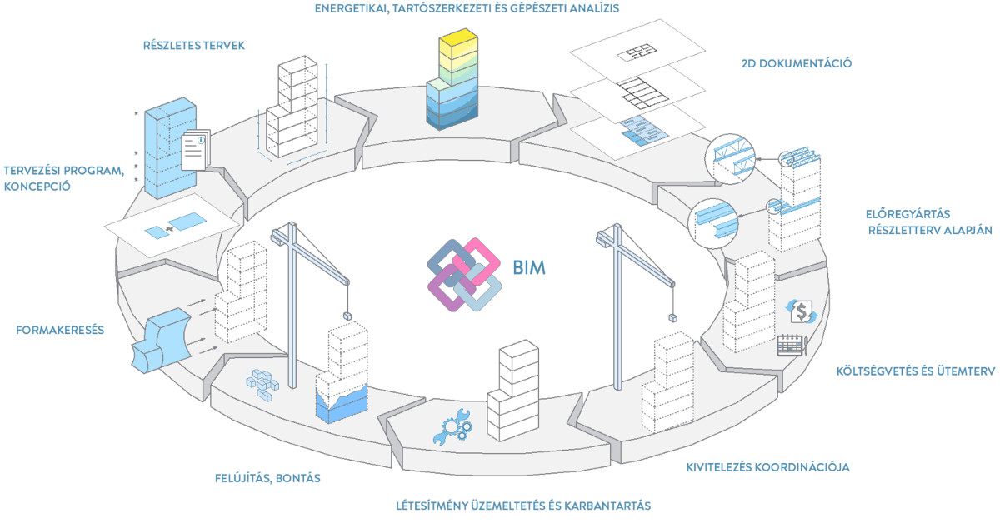 ENERGETIKAI, TARTÓSZERKEZETI ÉS GÉPÉSZETI ANALÍZIS
RÉSZLETES TERVEK
2D DOKUMENTÁCIÓ
TERVEZÉSI PROGRAM,
KONCEPCIÓ
ELŐREGYÁRTÁS
RÉSZLETTERV ALAPJÁN
BIM
FORMAKERESÉS
$
KÖLTSÉGVETÉS ÉS ÜTEMTERV
KIVITELEZÉS KOORDINÁCIÓJA
FELÚJÍTÁS, BONTÁS
LÉTESÍTMÉNY ÜZEMELTETÉS ÉS KARBANTARTÁS